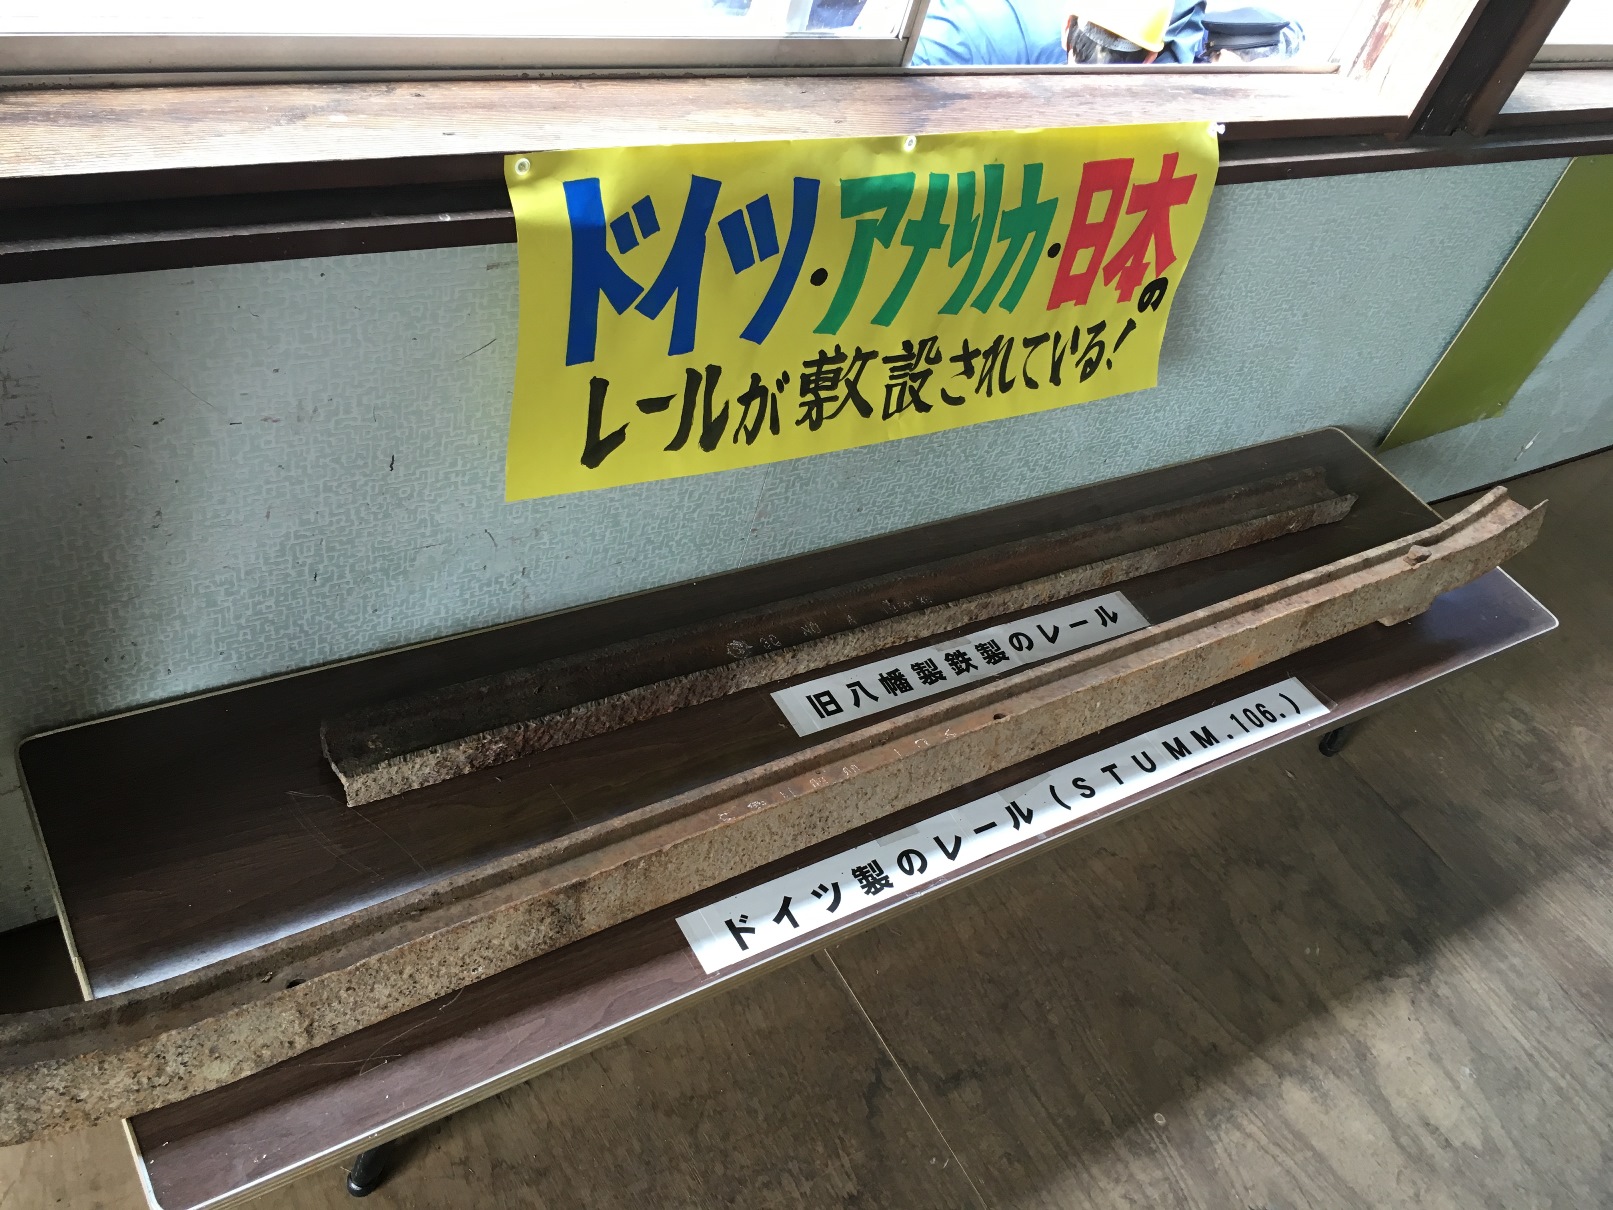 ドイツ・アメリカ・日本の
レールが敷設されている!
旧八幡製鉄製のレール
ドイツ製のレール(STUMM.106.)